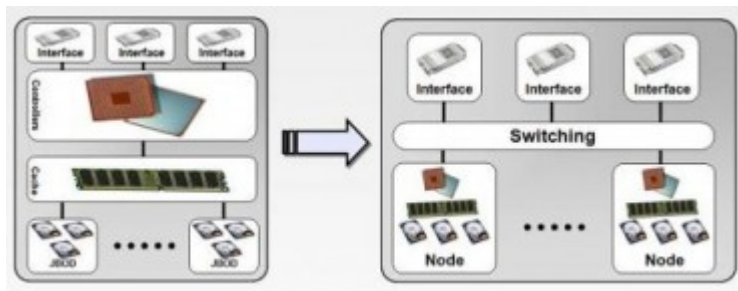 Interface Interface Interface
Controllers
Cache
JBOD JBOD
Interface Interface Interface
Switching
Node Node